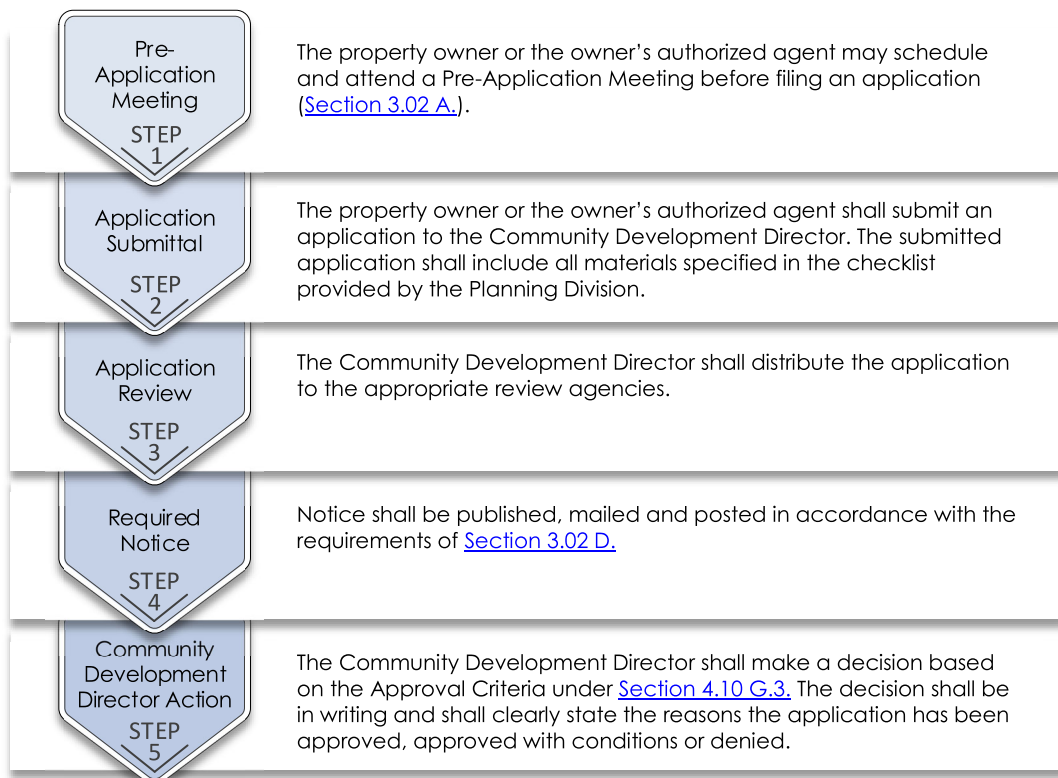 Pre-
Application
Meeting
STEP
1
The property owner or the owner’s authorized agent may schedule
and attend a Pre-Application Meeting before filing an application
(Section 3.02 A.).
Application
Submittal
STEP
2
The property owner or the owner’s authorized agent shall submit an
application to the Community Development Director. The submitted
application shall include all materials specified in the checklist
provided by the Planning Division.
Application
Review
STEP
3
The Community Development Director shall distribute the application
to the appropriate review agencies.
Required
Notice
STEP
4
Notice shall be published, mailed and posted in accordance with the
requirements of Section 3.02 D.
Community
Development
Director Action
STEP
5
The Community Development Director shall make a decision based
on the Approval Criteria under Section 4.10 G.3. The decision shall be
in writing and shall clearly state the reasons the application has been
approved, approved with conditions or denied.